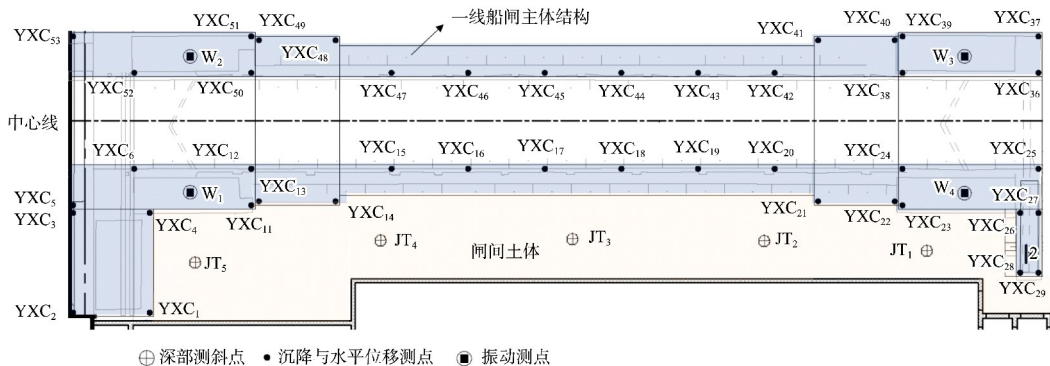 一线船闸主体结构
YXC₅₃ YXC₅₁ YXC₄₉ YXC₄₈ YXC₄₁ YXC₄₀ YXC₃₉ YXC₃₇
W₂ W₃
YXC₅₂ YXC₅₀ YXC₄₇ YXC₄₆ YXC₄₅ YXC₄₄ YXC₄₃ YXC₄₂ YXC₃₈ YXC₃₆
中心线
YXC₆ YXC₁₂ YXC₁₅ YXC₁₆ YXC₁₇ YXC₁₈ YXC₁₉ YXC₂₀ YXC₂₄ YXC₂₅
YXC₅ W₁ YXC₁₃ W₄ YXC₂₇
YXC₃ YXC₄ YXC₁₁ YXC₁₄ YXC₂₁ YXC₂₂ YXC₂₃ YXC₂₆
JT₅ JT₄ JT₃ 闸间土体 JT₂ JT₁ YXC₂₈ 2
YXC₂₉
YXC₂ YXC₁
深部测斜点 沉降与水平位移测点 振动测点